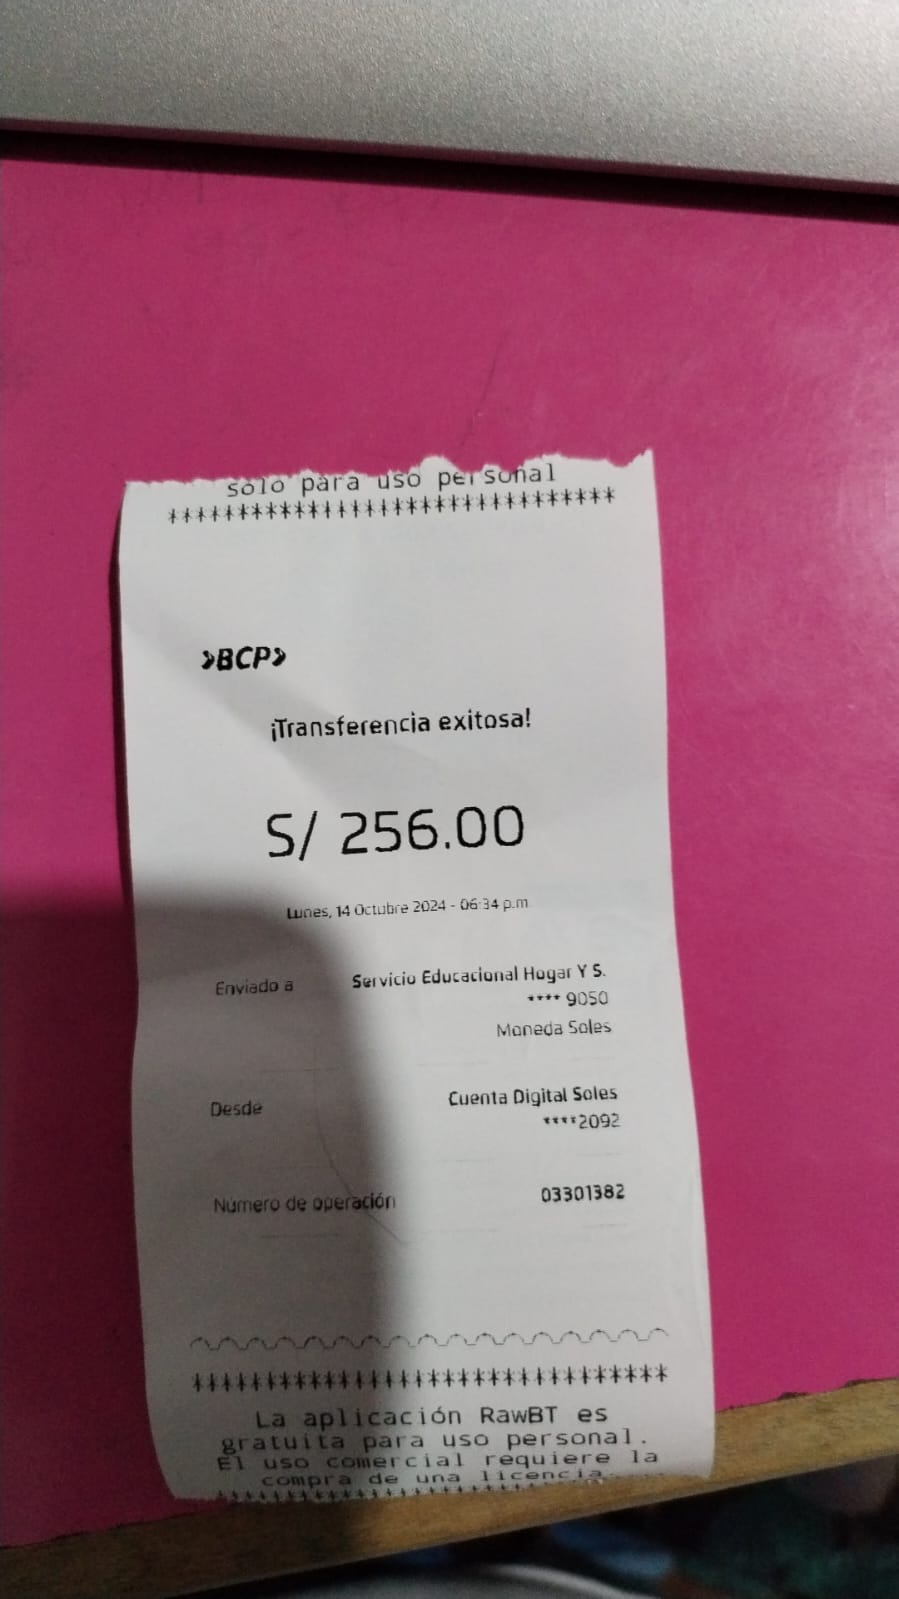 sólo para uso personal
********************************
»BCP»
¡Transferencia exitosa!
S/ 256.00
Lunes, 14 Octubre 2024 - 06:34 p.m.
Enviado a Servicio Educacional Hogar Y S.
**** 9050
Moneda Soles
Desde Cuenta Digital Soles
****2092
Número de operación 03301382
********************************
La aplicación RawBT es
gratuita para uso personal.
El uso comercial requiere la
compra de una licencia.
********************************